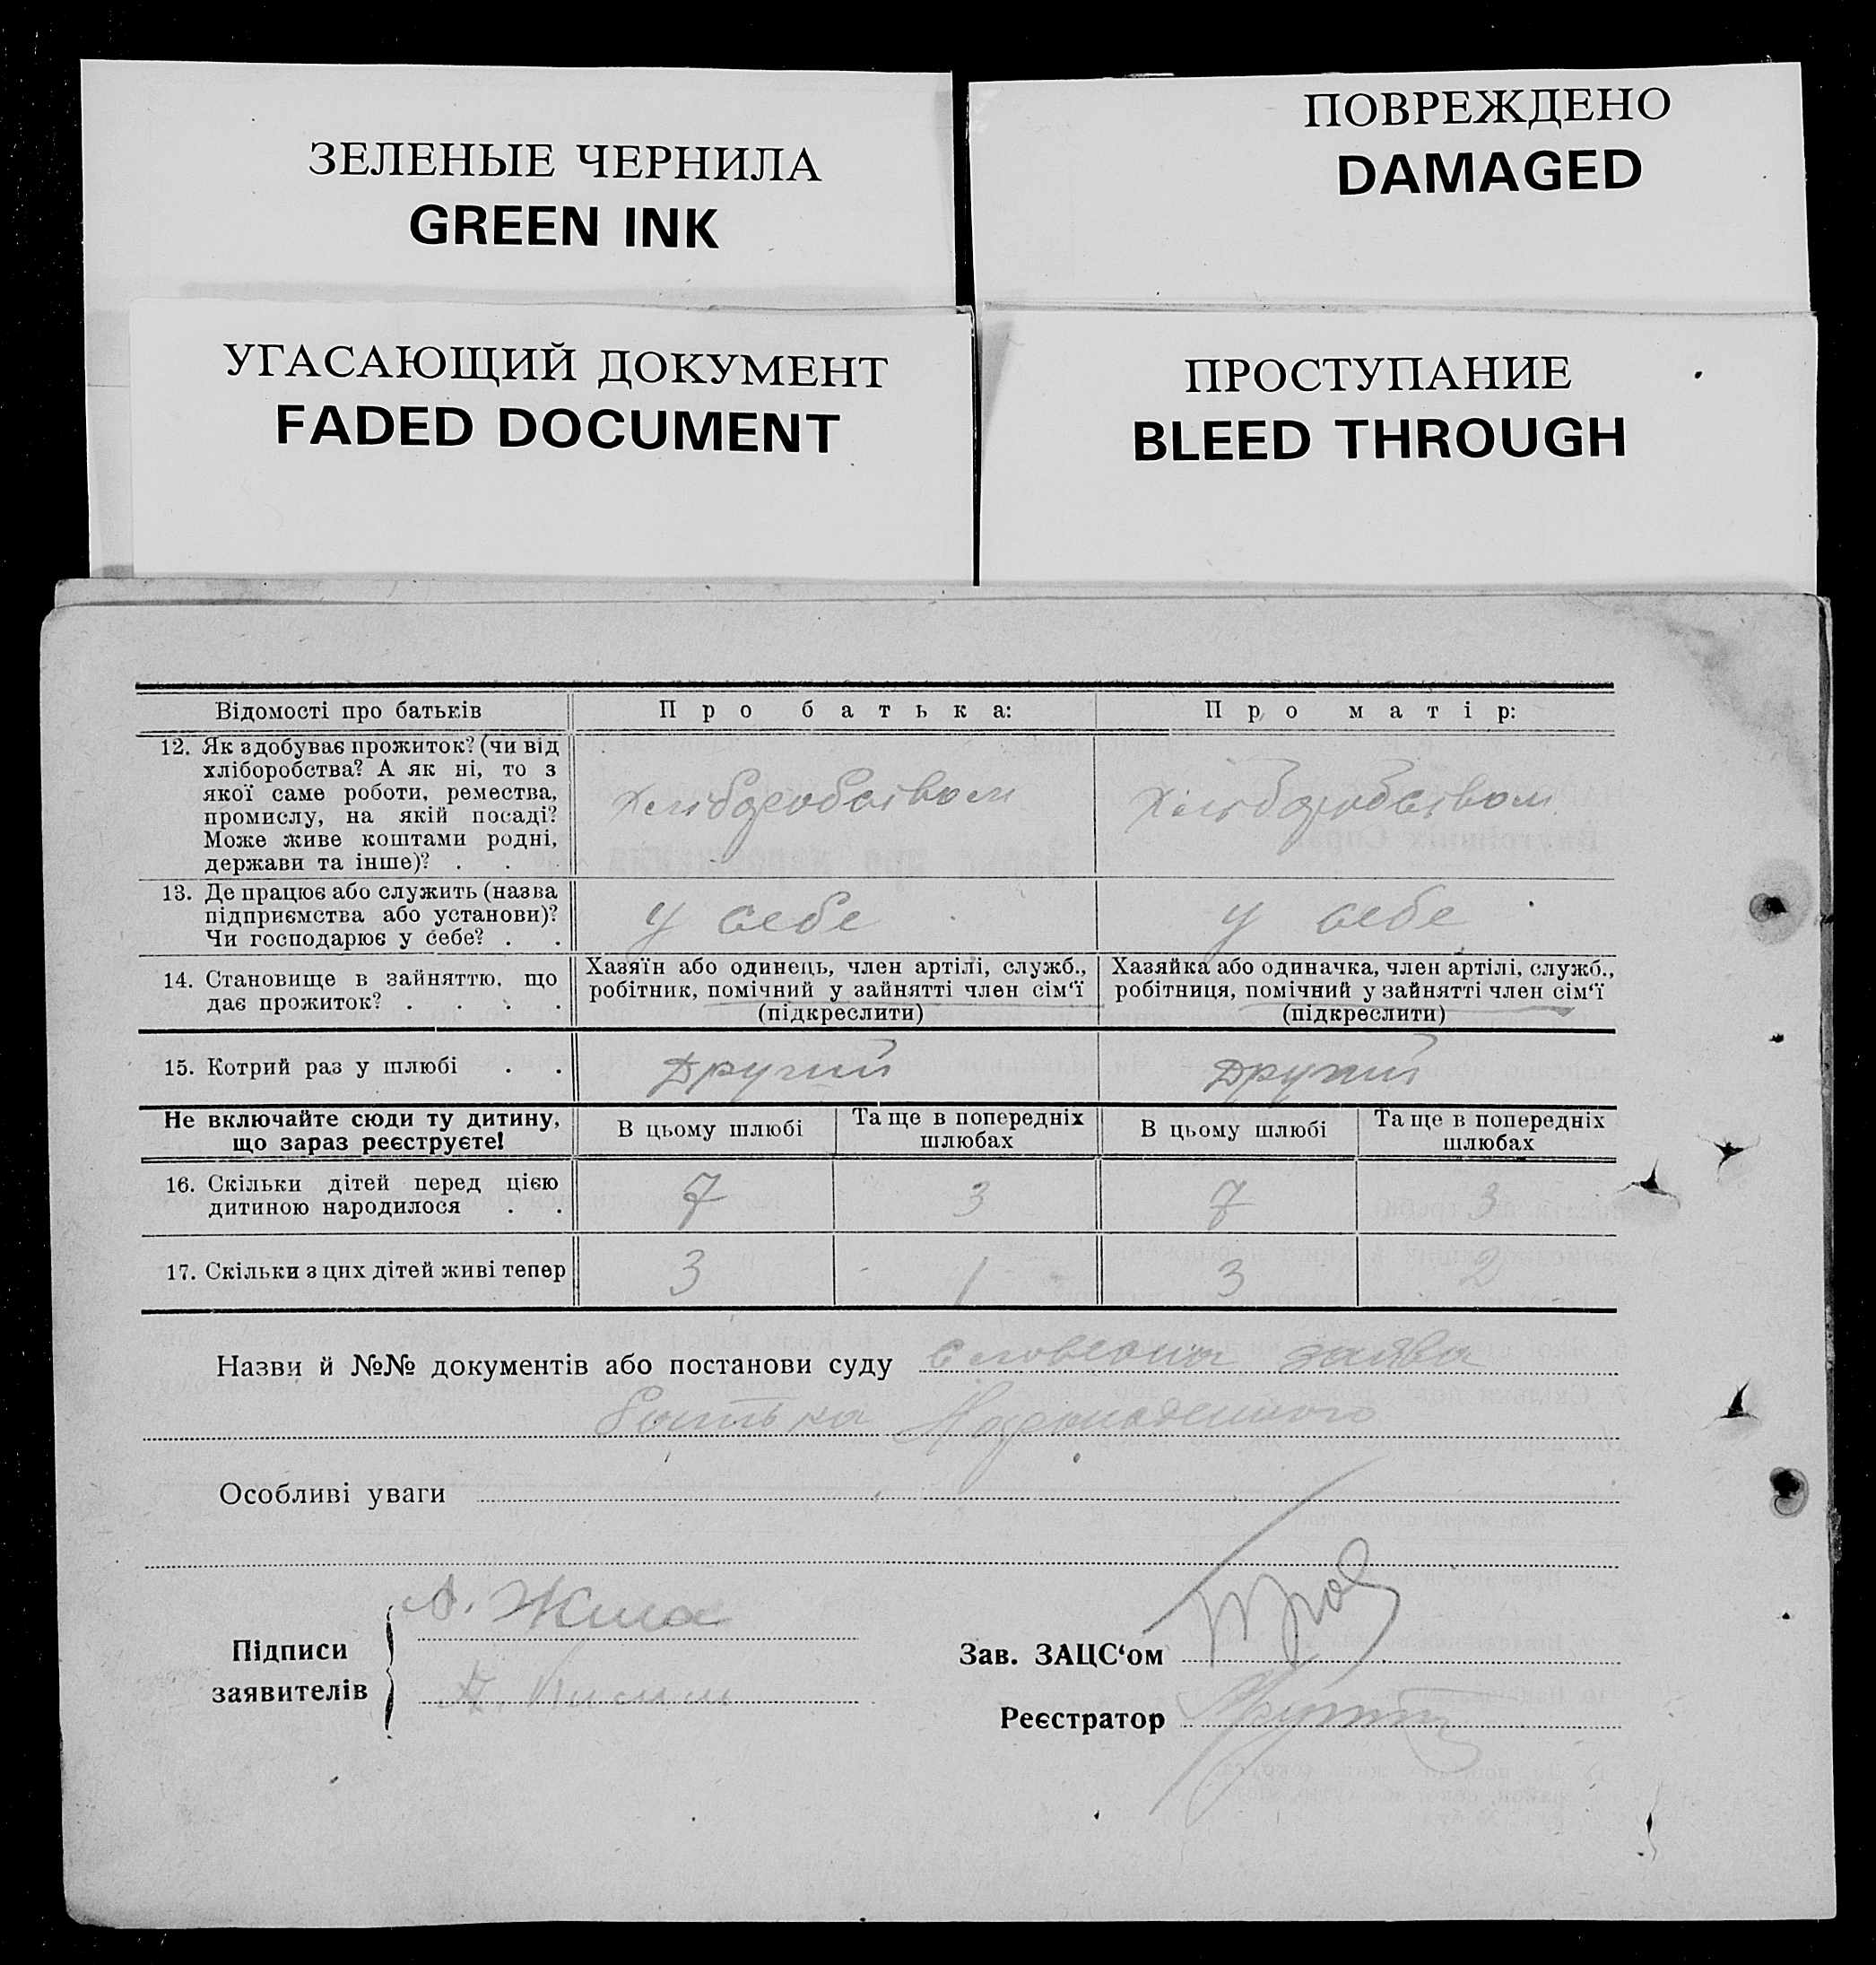 ЗЕЛЕНЫЕ ЧЕРНИЛА
GREEN INK
ПОВРЕЖДЕНО
DAMAGED
УГАСАЮЩИЙ ДОКУМЕНТ
FADED DOCUMENT
ПРОСТУПАНИЕ
BLEED THROUGH
Відомості про батьків
Про батька:
Про матір:
12. Як здобуває прожиток? (чи від
хліборобства? А як ні, то з
якої саме роботи, ремества,
промислу, на якій посаді?
Може живе коштами родні,
держави та інше)? . . .
Хліборобством
Хліборобством
13. Де працює або служить (назва
підприємства або установи)?
Чи господарює у себе? . .
у себе
у себе
14. Становище в зайняттю, що
дає прожиток? . . . .
Хазяїн або одинець, член артілі, служб.,
робітник, помічний у зайнятті член сім‘ї
(підкреслити)
Хазяйка або одиначка, член артілі, служб.,
робітниця, помічний у зайнятті член сім‘ї
(підкреслити)
15. Котрий раз у шлюбі . .
Другий
Другий
Не включайте сюди ту дитину,
що зараз реєструєте!
В цьому шлюбі
Та ще в попередніх
шлюбах
В цьому шлюбі
Та ще в попередніх
шлюбах
16. Скільки дітей перед цією
дитиною народилося . .
7
3
7
3
17. Скільки з цих дітей живі тепер
3
1
3
2
Назви й №№ документів або постанови суду словесна заява
батька
Особливі уваги
Підписи
заявителів
Зав. ЗАЦС‘ом
Реєстратор